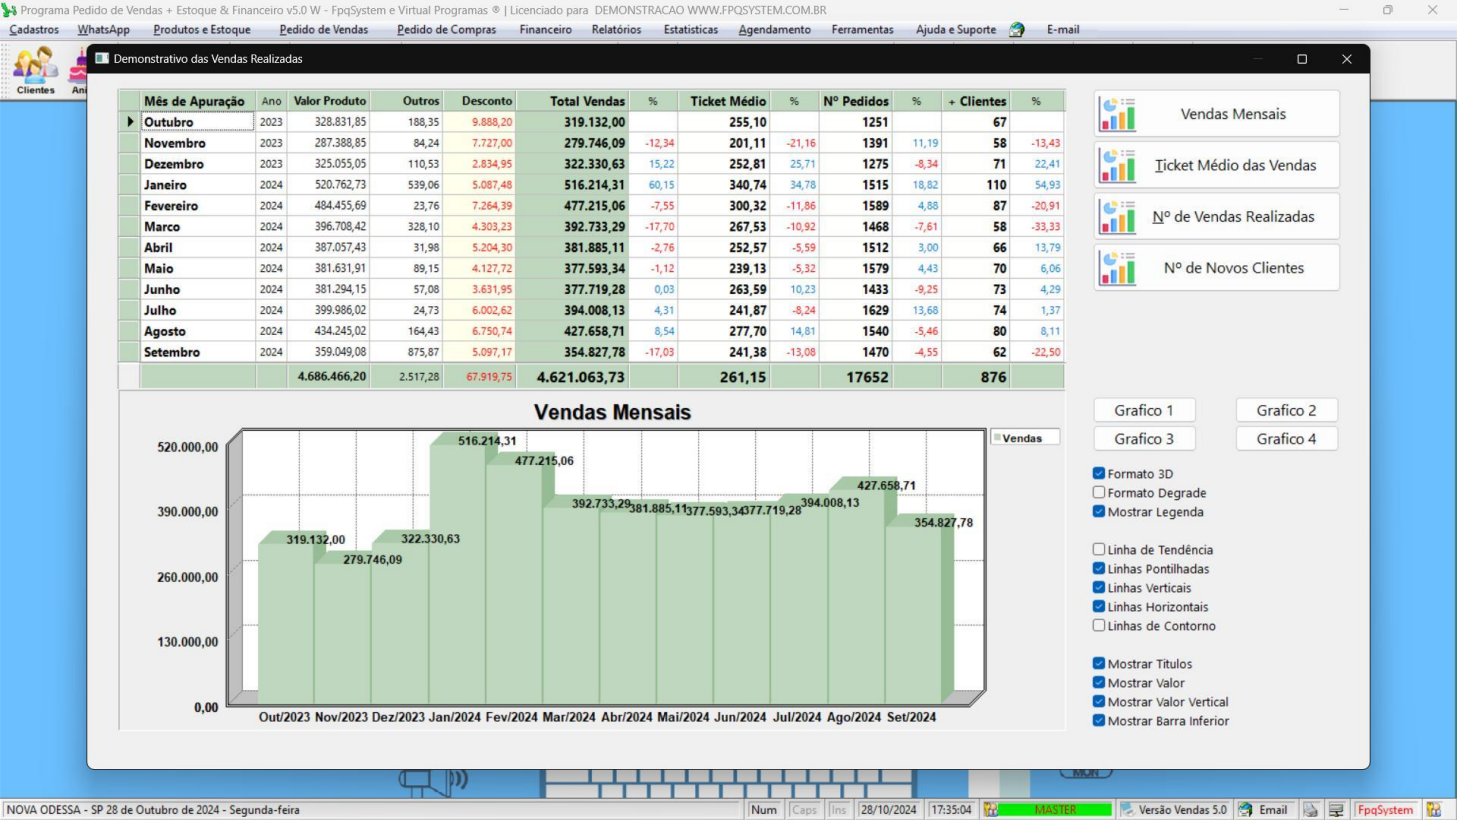 Programa Pedido de Vendas + Estoque & Financeiro v5.0 W - FpqSystem e Virtual Programas ® | Licenciado para DEMONSTRACAO WWW.FPQSYSTEM.COM.BR
Cadastros WhatsApp Produtos e Estoque Pedido de Vendas Pedido de Compras Financeiro Relatórios Estatisticas Agendamento Ferramentas Ajuda e Suporte E-mail
Clientes Ani
Demonstrativo das Vendas Realizadas
Mês de Apuração Ano Valor Produto Outros Desconto Total Vendas % Ticket Médio % Nº Pedidos % + Clientes %
Outubro 2023 328.831,85 188,35 9.888,20 319.132,00 255,10 1251 67
Novembro 2023 287.388,85 84,24 7.727,00 279.746,09 -12,34 201,11 -21,16 1391 11,19 58 -13,43
Dezembro 2023 325.055,05 110,53 2.834,95 322.330,63 15,22 252,81 25,71 1275 -8,34 71 22,41
Janeiro 2024 520.762,73 539,06 5.087,48 516.214,31 60,15 340,74 34,78 1515 18,82 110 54,93
Fevereiro 2024 484.455,69 23,76 7.264,39 477.215,06 -7,55 300,32 -11,86 1589 4,88 87 -20,91
Marco 2024 396.708,42 328,10 4.303,23 392.733,29 -17,70 267,53 -10,92 1468 -7,61 58 -33,33
Abril 2024 387.057,43 31,98 5.204,30 381.885,11 -2,76 252,57 -5,59 1512 3,00 66 13,79
Maio 2024 381.631,91 89,15 4.127,72 377.593,34 -1,12 239,13 -5,32 1579 4,43 70 6,06
Junho 2024 381.294,15 57,08 3.631,95 377.719,28 0,03 263,59 10,23 1433 -9,25 73 4,29
Julho 2024 399.986,02 24,73 6.002,62 394.008,13 4,31 241,87 -8,24 1629 13,68 74 1,37
Agosto 2024 434.245,02 164,43 6.750,74 427.658,71 8,54 277,70 14,81 1540 -5,46 80 8,11
Setembro 2024 359.049,08 875,87 5.097,17 354.827,78 -17,03 241,38 -13,08 1470 -4,55 62 -22,50
4.686.466,20 2.517,28 67.919,75 4.621.063,73 261,15 17652 876
Vendas Mensais
Ticket Médio das Vendas
Nº de Vendas Realizadas
Nº de Novos Clientes
Vendas Mensais
Vendas
520.000,00
390.000,00
260.000,00
130.000,00
0,00
319.132,00
279.746,09
322.330,63
516.214,31
477.215,06
392.733,29
381.885,11
377.593,34
377.719,28
394.008,13
427.658,71
354.827,78
Out/2023 Nov/2023 Dez/2023 Jan/2024 Fev/2024 Mar/2024 Abr/2024 Mai/2024 Jun/2024 Jul/2024 Ago/2024 Set/2024
Grafico 1 Grafico 2
Grafico 3 Grafico 4
Formato 3D
Formato Degrade
Mostrar Legenda
Linha de Tendência
Linhas Pontilhadas
Linhas Verticais
Linhas Horizontais
Linhas de Contorno
Mostrar Titulos
Mostrar Valor
Mostrar Valor Vertical
Mostrar Barra Inferior
MON
NOVA ODESSA - SP 28 de Outubro de 2024 - Segunda-feira Num Caps Ins 28/10/2024 17:35:04 MASTER Versão Vendas 5.0 Email FpqSystem